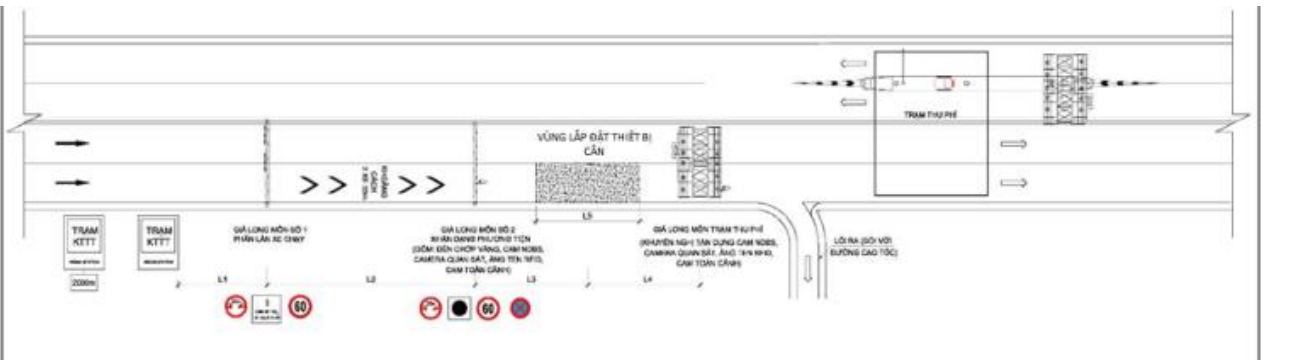 VÙNG LẮP ĐẶT THIẾT BỊ
CÂN
TRẠM THU PHÍ
KHOẢNG
CÁCH
TRẠM
KTTT
2000m
TRẠM
KTTT
GIÁ LONG MÔN SỐ 1
PHÂN LÀN XE CHẠY
GIÁ LONG MÔN SỐ 2
NHẬN DẠNG PHƯƠNG TIỆN
(GỒM: ĐÈN CHỚP VÀNG, CAM NOBS,
CAMERA QUAN SÁT, ĂNG TEN RFID,
CAM TOÀN CẢNH)
L5
GIÁ LONG MÔN TRẠM THU PHÍ
(KHUYẾN NGHỊ TẬN DỤNG CAM NOBS,
CAMERA QUAN SÁT, ĂNG TEN RFID,
CAM TOÀN CẢNH)
LỐI RA (ĐỐI VỚI
ĐƯỜNG CAO TỐC)
L1
L2
L3
L4
60
60